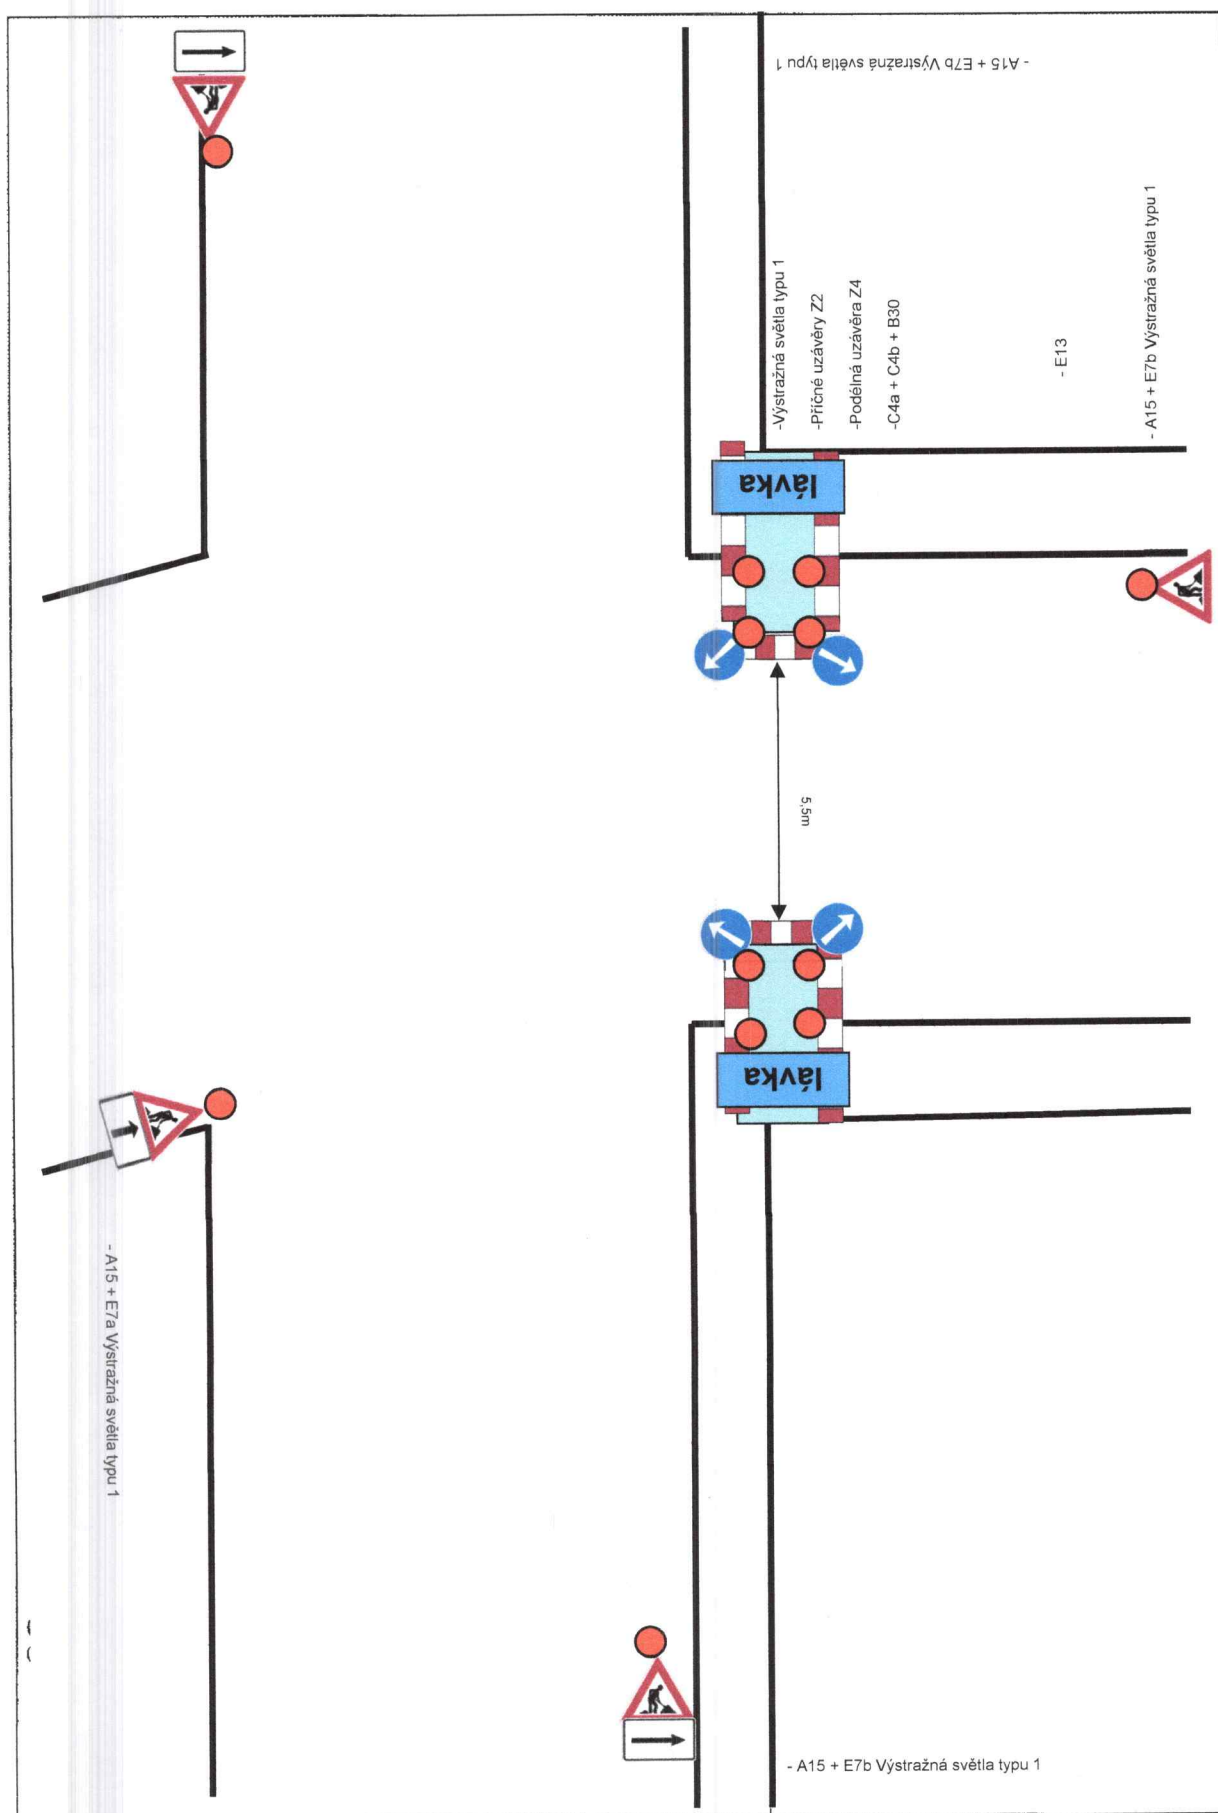 - A15 + E7b Výstražná světla typu 1
-Výstražná světla typu 1
-Příčné uzávěry Z2
-Podélná uzávěra Z4
-C4a + C4b + B30
- E13
- A15 + E7b Výstražná světla typu 1
lávka
5,5m
lávka
- A15 + E7a Výstražná světla typu 1
- A15 + E7b Výstražná světla typu 1